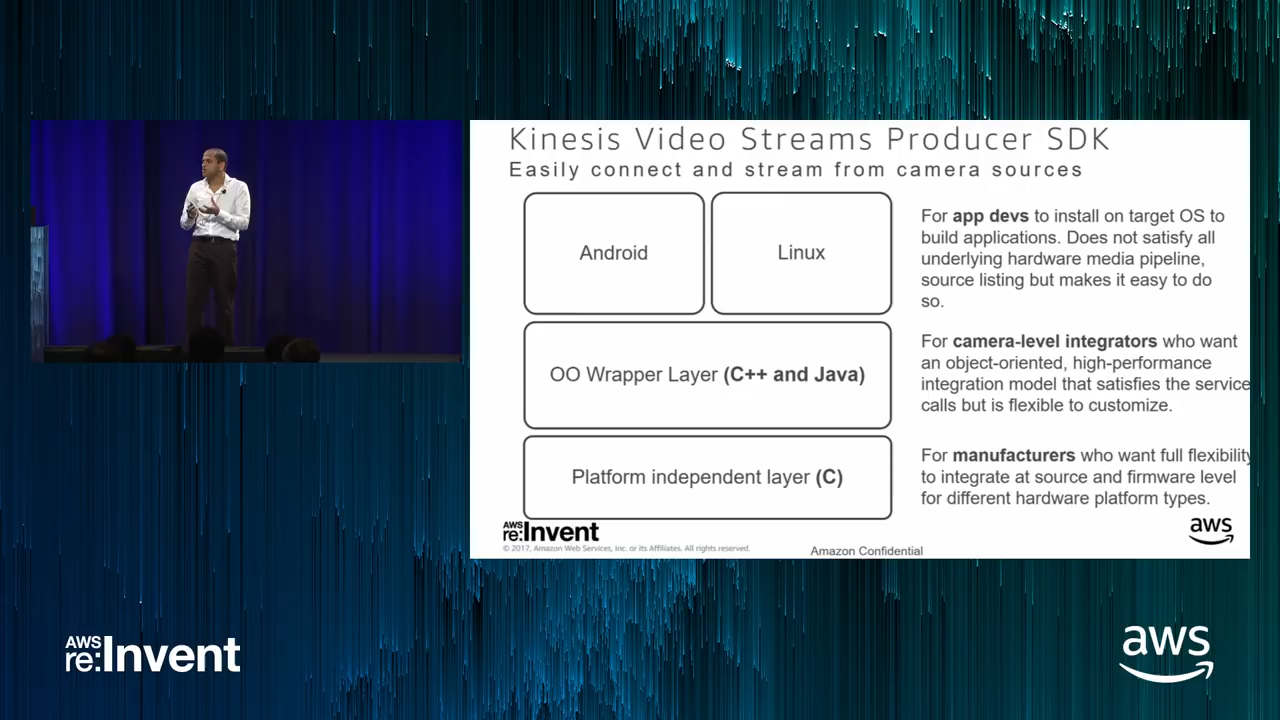 Kinesis Video Streams Producer SDK
Easily connect and stream from camera sources
Android
Linux
For app devs to install on target OS to
build applications. Does not satisfy all
underlying hardware media pipeline,
source listing but makes it easy to do
so.
OO Wrapper Layer (C++ and Java)
For camera-level integrators who want
an object-oriented, high-performance
integration model that satisfies the service
calls but is flexible to customize.
Platform independent layer (C)
For manufacturers who want full flexibility
to integrate at source and firmware level
for different hardware platform types.
AWS
re:Invent
© 2017, Amazon Web Services, Inc. or its Affiliates. All rights reserved.
Amazon Confidential
aws
AWS
re:Invent
aws